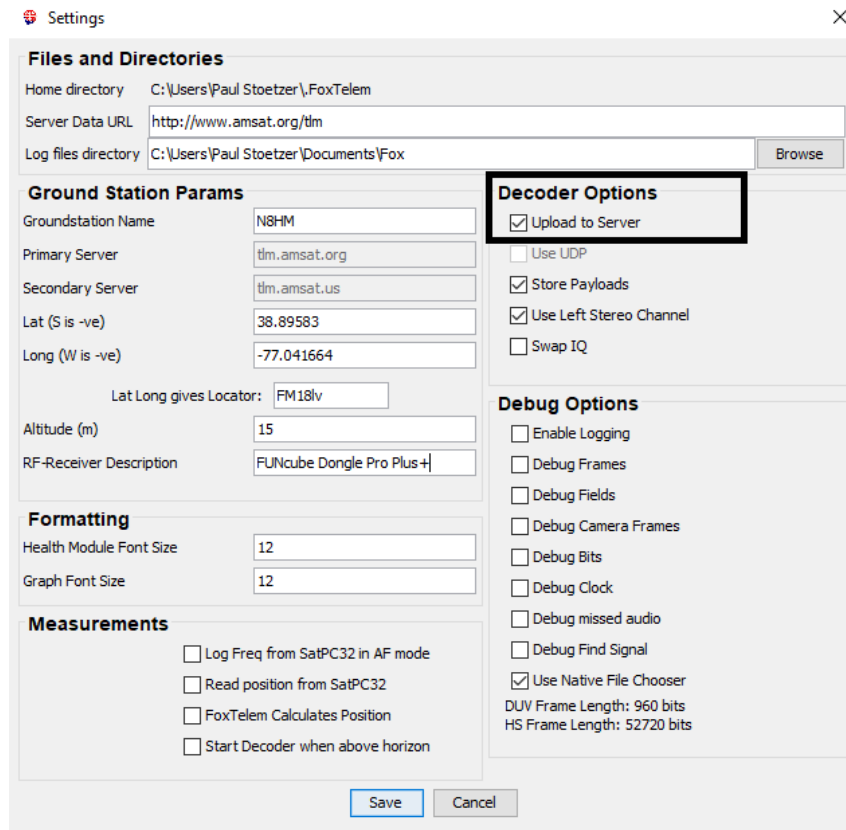 Settings
Files and Directories
Home directory C:\Users\Paul Stoetzer\.FoxTelem
Server Data URL http://www.amsat.org/tlm
Log files directory C:\Users\Paul Stoetzer\Documents\Fox Browse
Ground Station Params
Groundstation Name N8HM
Primary Server tlm.amsat.org
Secondary Server tlm.amsat.us
Lat (S is -ve) 38.89583
Long (W is -ve) -77.041664
Lat Long gives Locator: FM18lv
Altitude (m) 15
RF-Receiver Description FUNcube Dongle Pro Plus+
Formatting
Health Module Font Size 12
Graph Font Size 12
Measurements
Log Freq from SatPC32 in AF mode
Read position from SatPC32
FoxTelem Calculates Position
Start Decoder when above horizon
Decoder Options
Upload to Server
Use UDP
Store Payloads
Use Left Stereo Channel
Swap IQ
Debug Options
Enable Logging
Debug Frames
Debug Fields
Debug Camera Frames
Debug Bits
Debug Clock
Debug missed audio
Debug Find Signal
Use Native File Chooser
DUV Frame Length: 960 bits
HS Frame Length: 52720 bits
Save Cancel